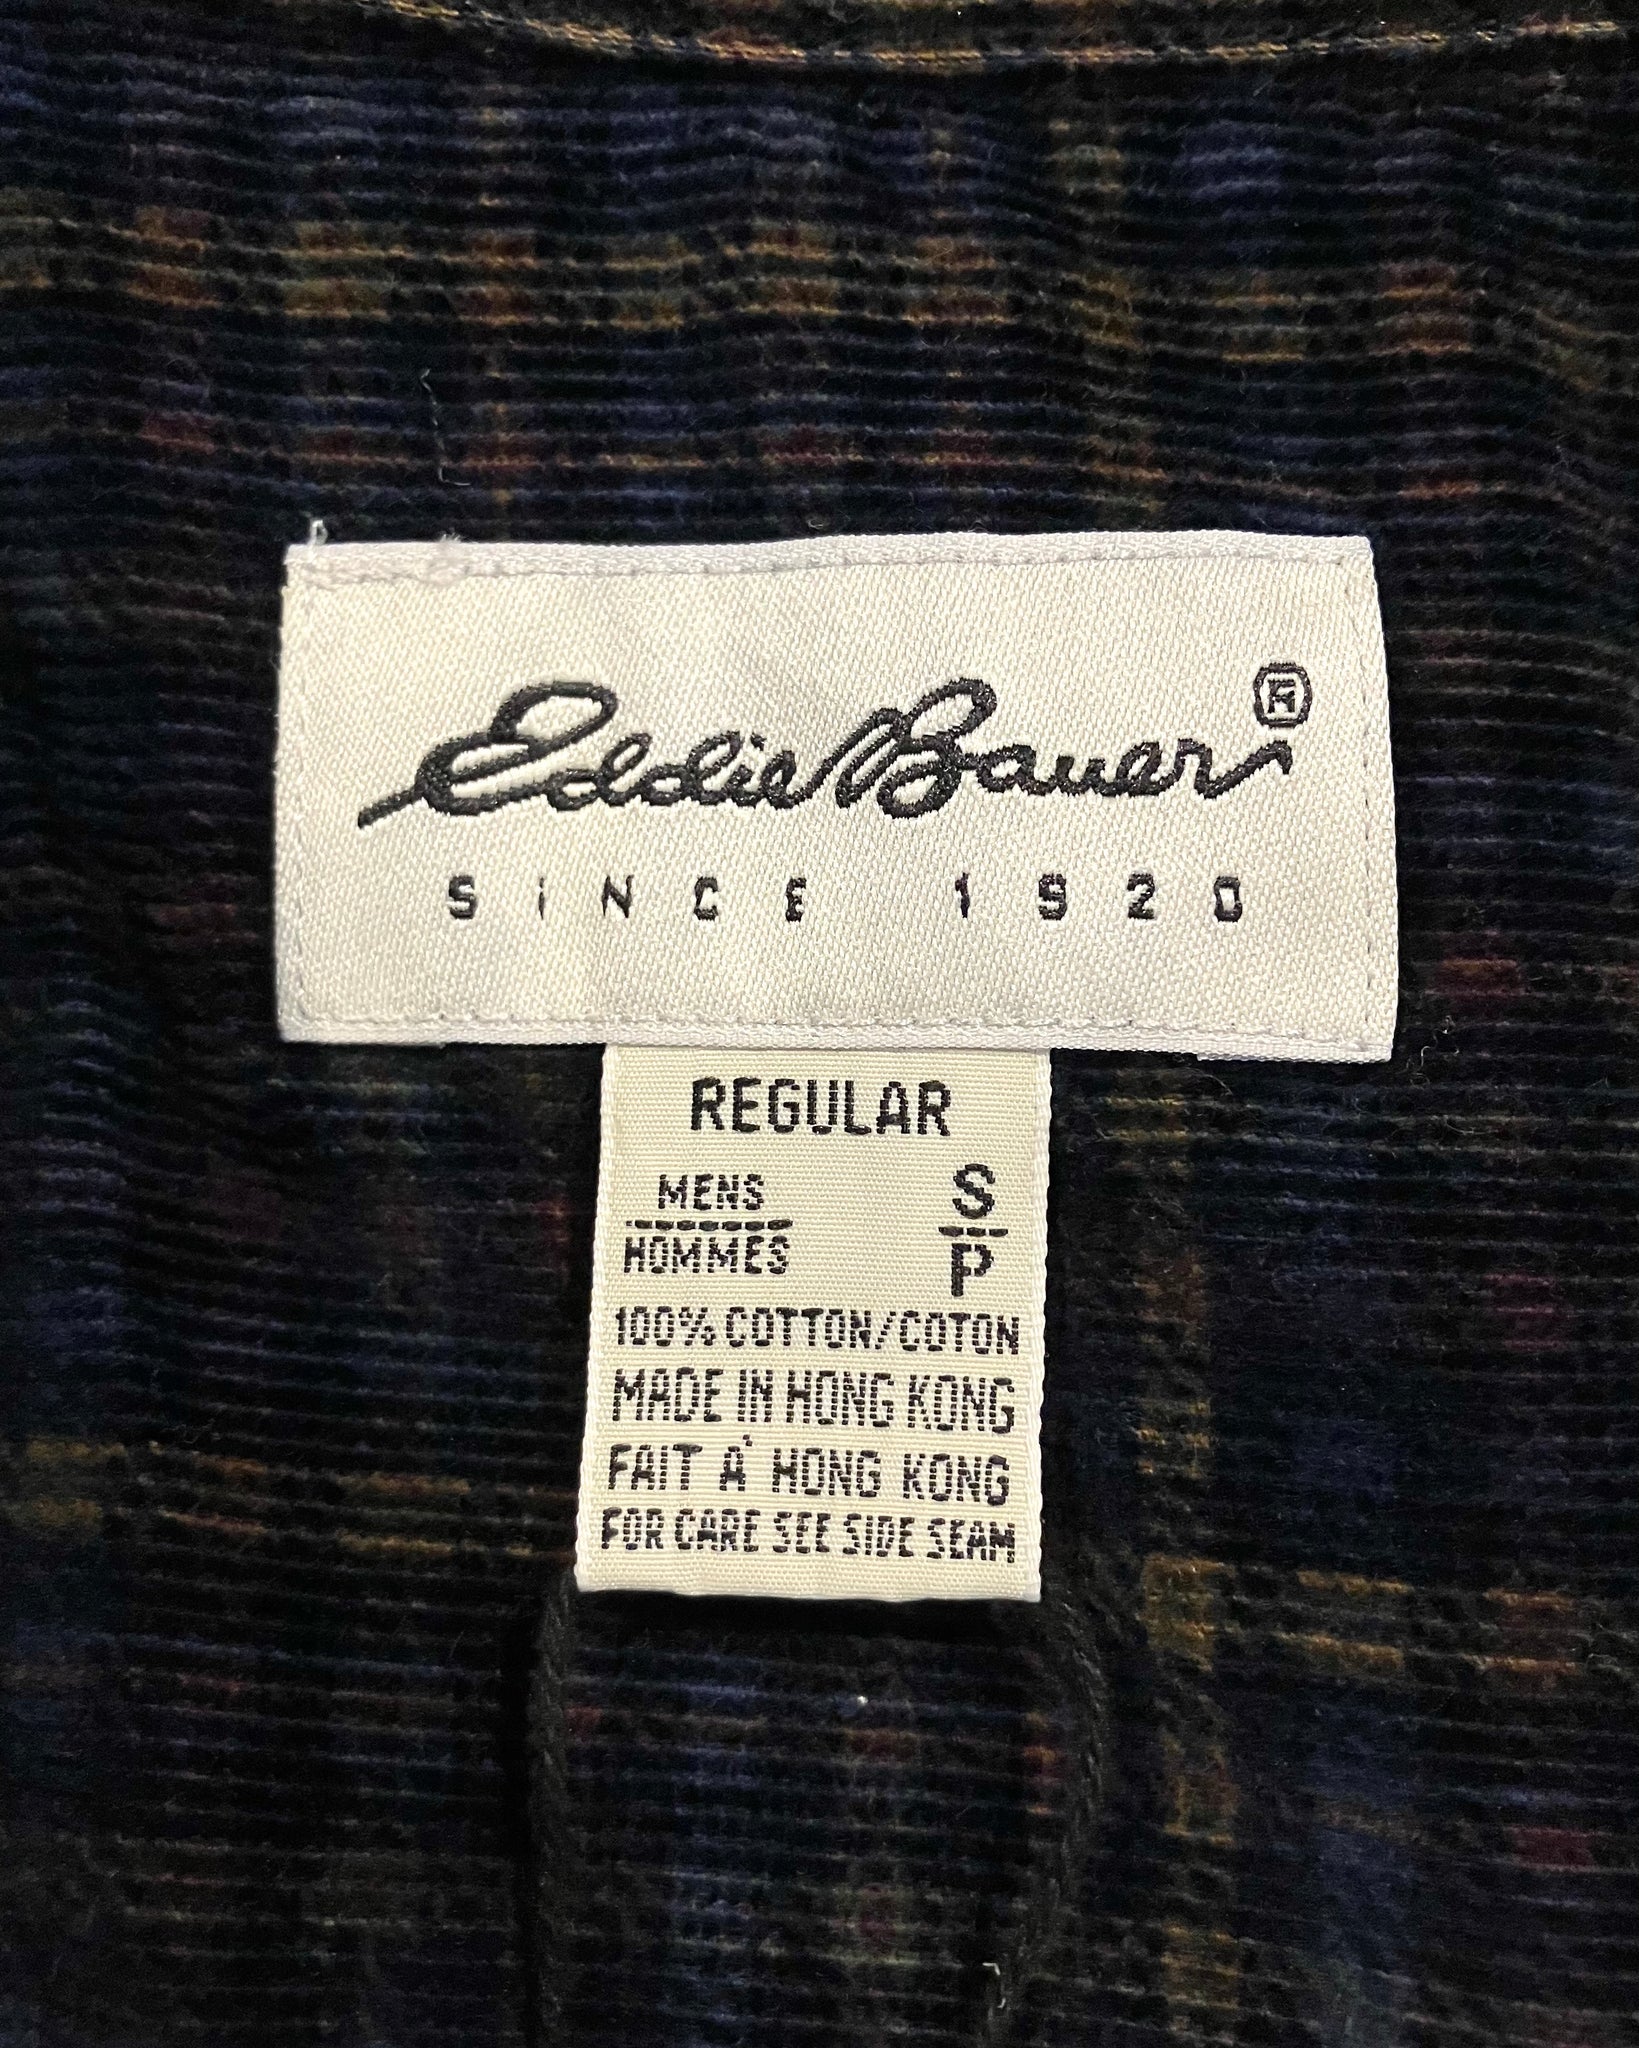 Eddie Bauer®
SiNCE 1920
REGULAR
MENS S
HOMMES P
100% COTTON/COTON
MADE IN HONG KONG
FAIT À HONG KONG
FOR CARE SEE SIDE SEAM